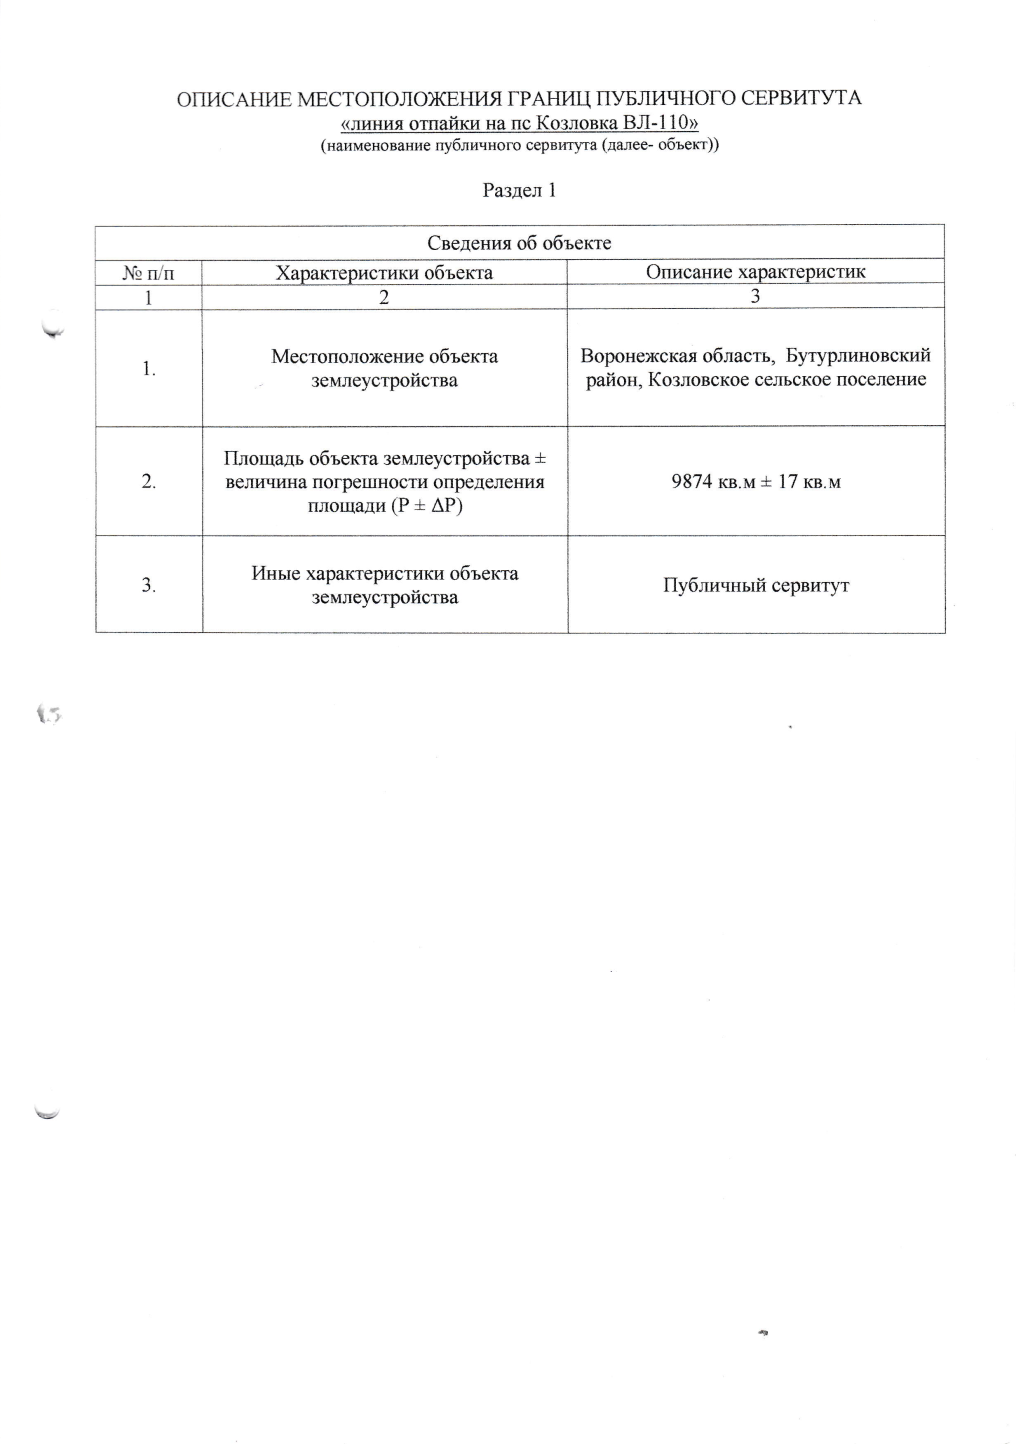 ОПИСАНИЕ МЕСТОПОЛОЖЕНИЯ ГРАНИЦ ПУБЛИЧНОГО СЕРВИТУТА
«линия отпайки на пс Козловка ВЛ-110»
(наименование публичного сервитута (далее- объект))
Раздел 1
Сведения об объекте
№ п/п Характеристики объекта Описание характеристик
1 2 3
1. Местоположение объекта землеустройства Воронежская область, Бутурлиновский район, Козловское сельское поселение
2. Площадь объекта землеустройства ± величина погрешности определения площади (Р ± ΔР) 9874 кв.м ± 17 кв.м
3. Иные характеристики объекта землеустройства Публичный сервитут